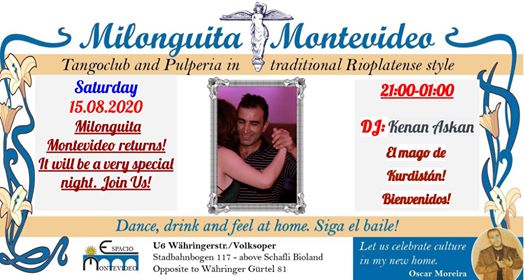 Milonguita Montevideo
Tangoclub and Pulperia in traditional Rioplatense style
Saturday
15.08.2020
Milonguita
Montevideo returns!
It will be a very special
night. Join Us!
21:00-01:00
DJ: Kenan Askan
El mago de
Kurdistán!
Bienvenidos!
Dance, drink and feel at home. Siga el baile!
ESPACIO
MONTEVIDEO
U6 Währingerstr./Volksoper
Stadbahnbogen 117 - above Schafli Bioland
Opposite to Währinger Gürtel 81
Let us celebrate culture
in my new home.
Oscar Moreira